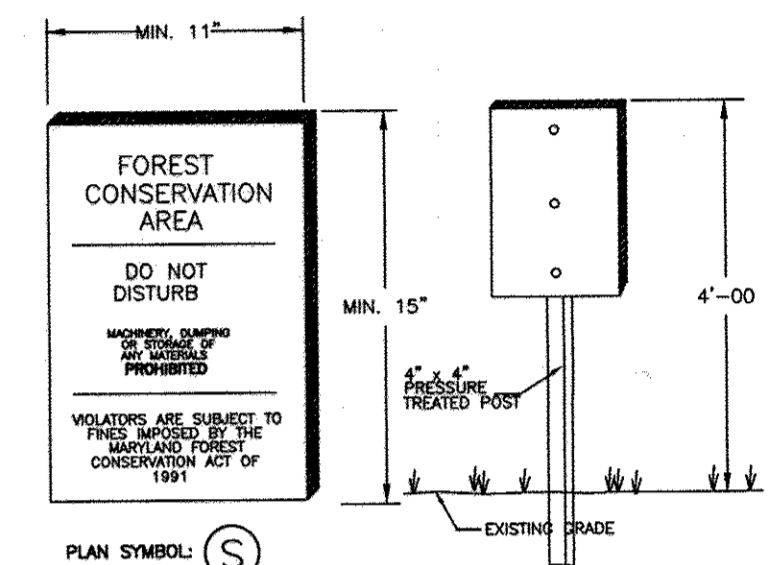 MIN. 11"
FOREST
CONSERVATION
AREA
DO NOT
DISTURB
MACHINERY, DUMPING
OR STORAGE OF
ANY MATERIALS
PROHIBITED
VIOLATORS ARE SUBJECT TO
FINES IMPOSED BY THE
MARYLAND FOREST
CONSERVATION ACT OF
1991
MIN. 15"
PLAN SYMBOL: S
4" x 4"
PRESSURE
TREATED POST
4'-00
EXISTING GRADE